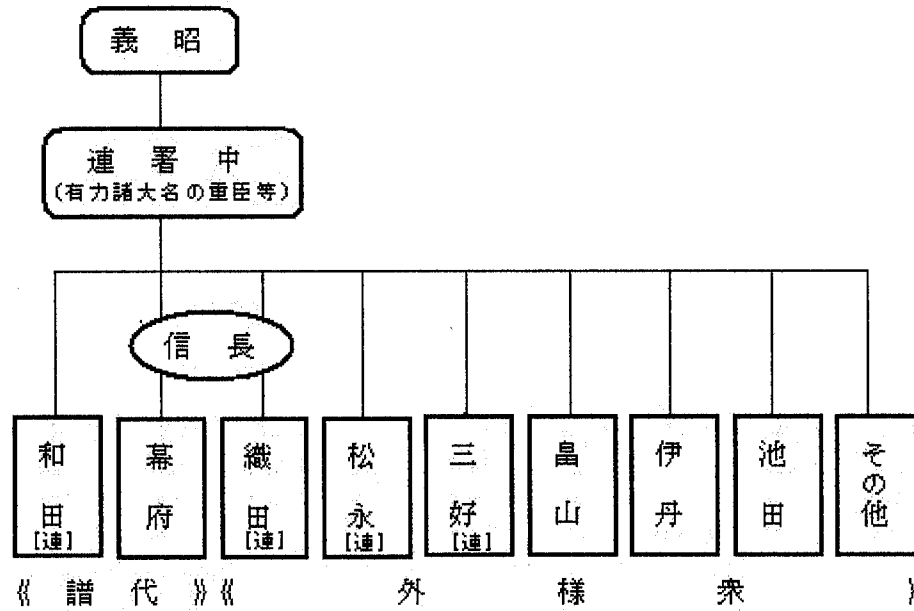 義昭
連署中
(有力諸大名の重臣等)
信長
和田[連]
幕府
織田[連]
松永[連]
三好[連]
畠山
伊丹
池田
その他
《譜代》《外様衆》